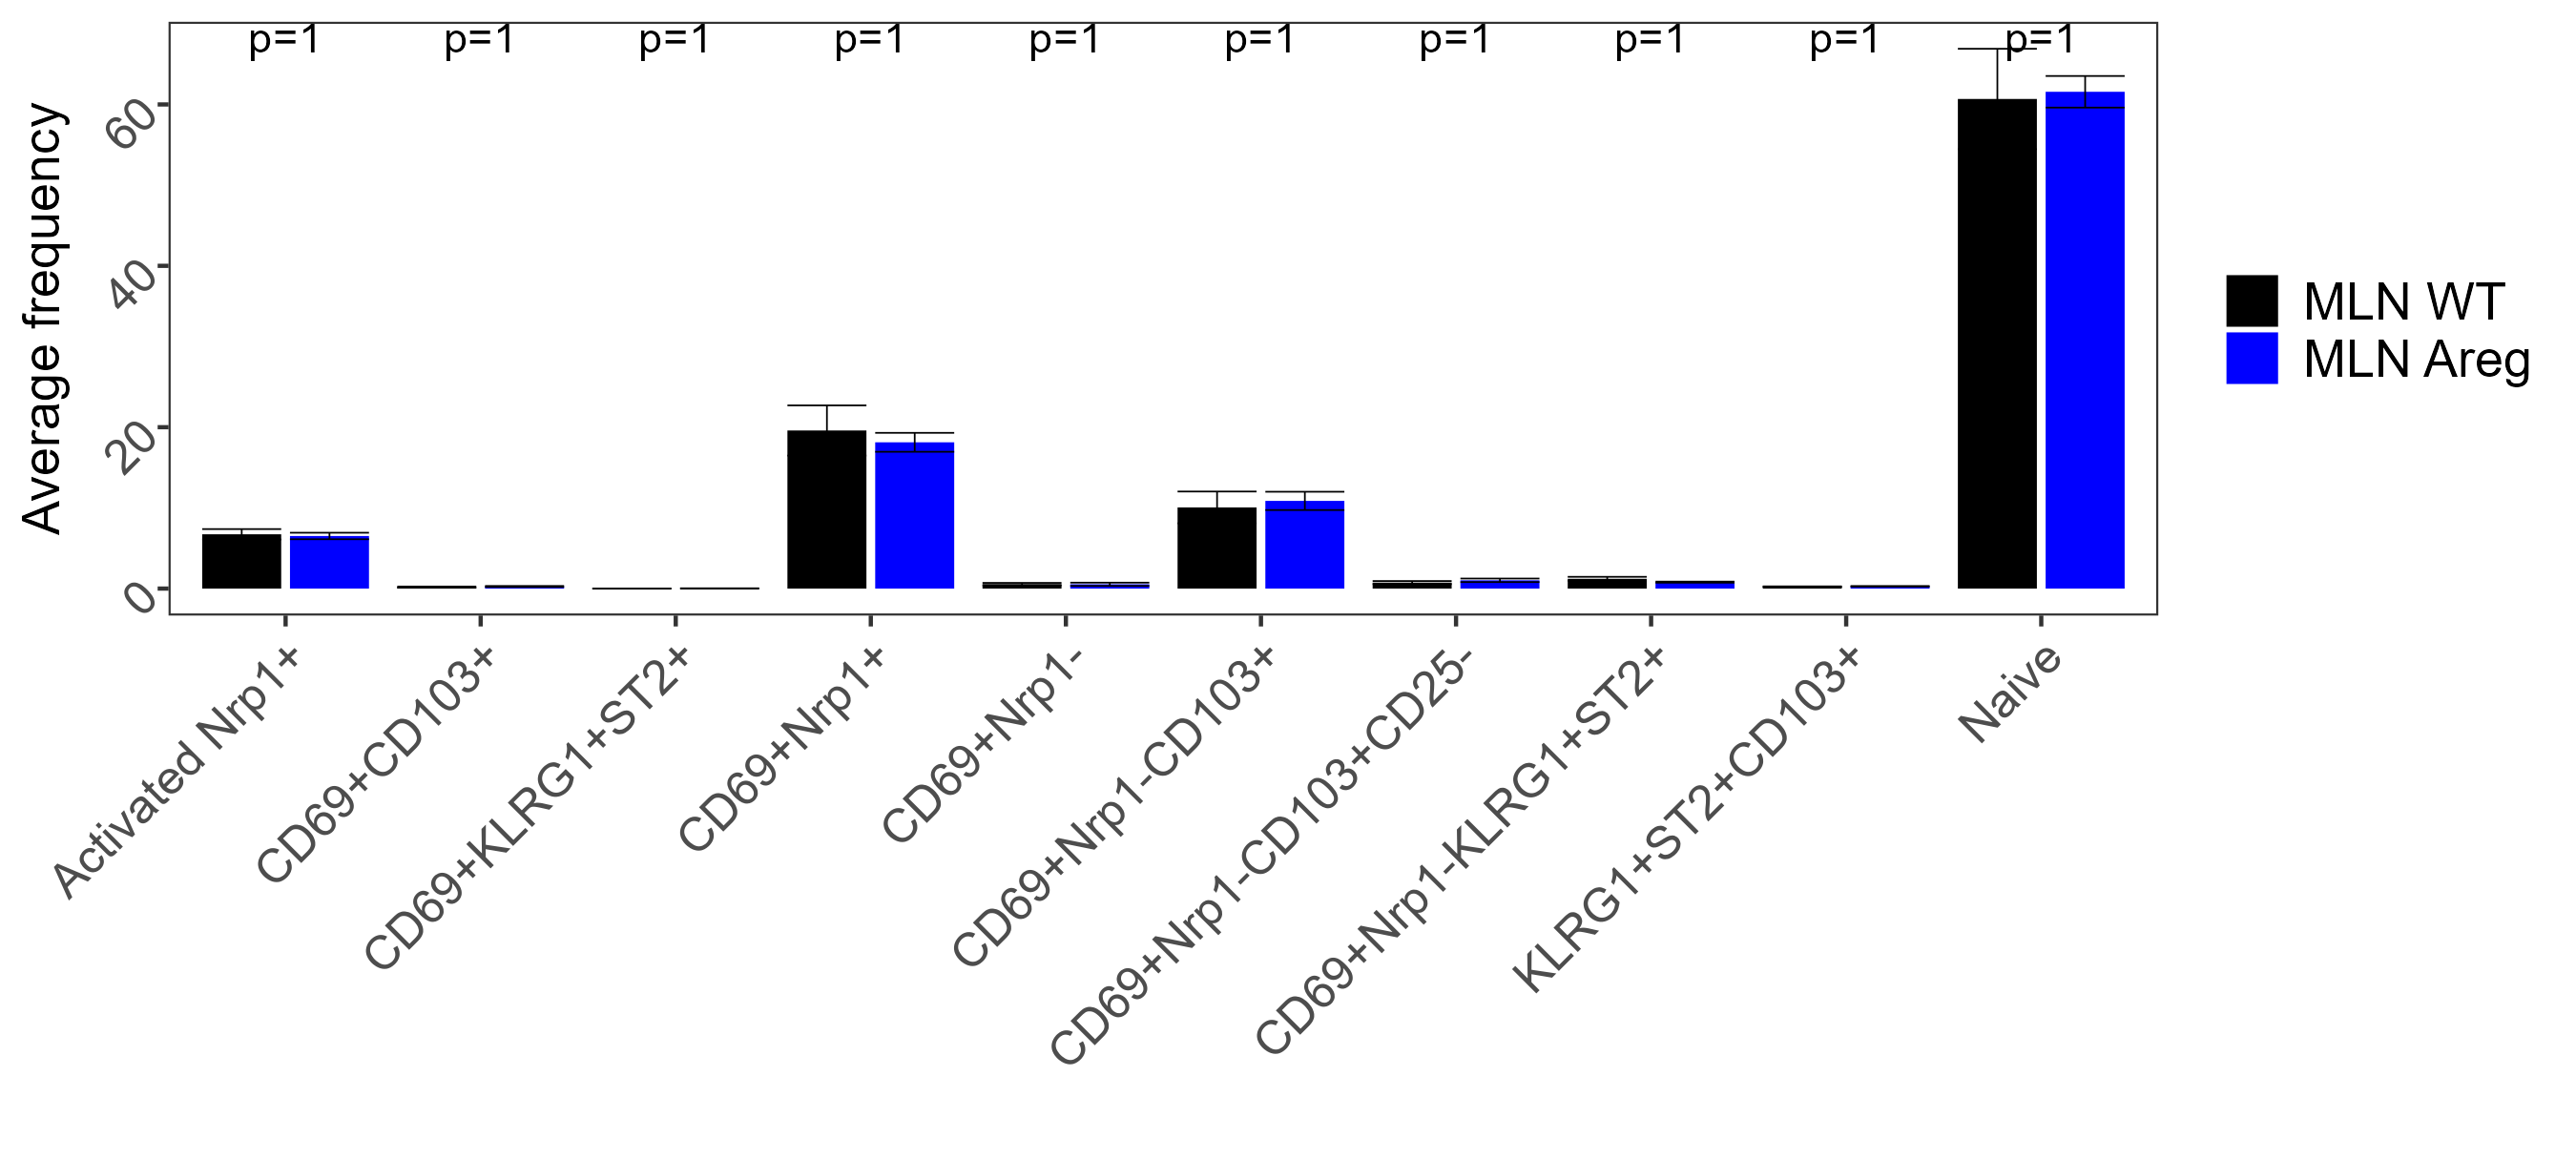 p=1 p=1 p=1 p=1 p=1 p=1 p=1 p=1 p=1 p=1
Average frequency
60
40
20
0
MLN WT
MLN Areg
Activated Nrp1+
CD69+CD103+
CD69+KLRG1+ST2+
CD69+Nrp1+
CD69+Nrp1-
CD69+Nrp1-CD103+
CD69+Nrp1-CD103+CD25-
CD69+Nrp1-KLRG1+ST2+
KLRG1+ST2+CD103+
Naive